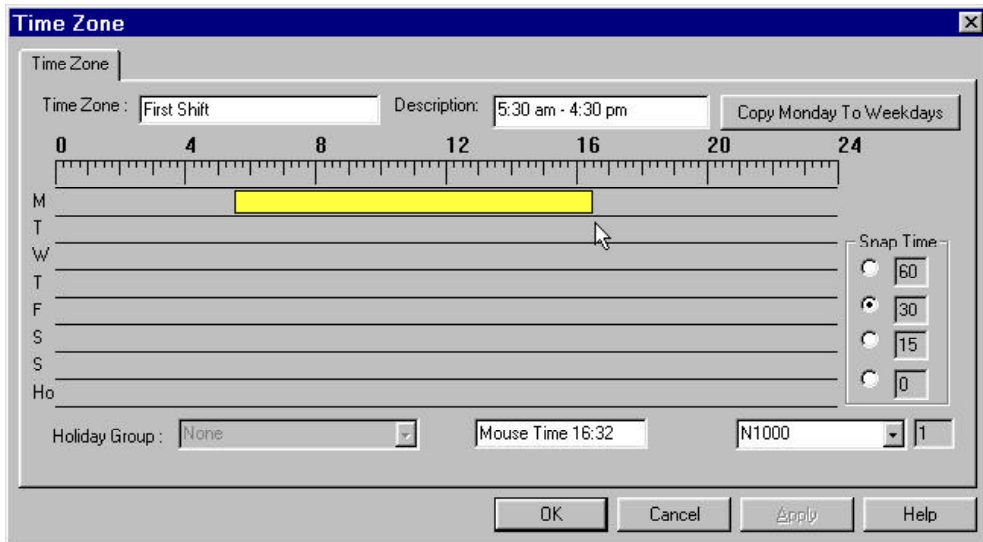 Time Zone
Time Zone
Time Zone : First Shift Description: 5:30 am - 4:30 pm Copy Monday To Weekdays
0 4 8 12 16 20 24
M
T
W
T
F
S
S
Ho
Snap Time
60
30
15
0
Holiday Group : None Mouse Time 16:32 N1000 1
OK Cancel Apply Help